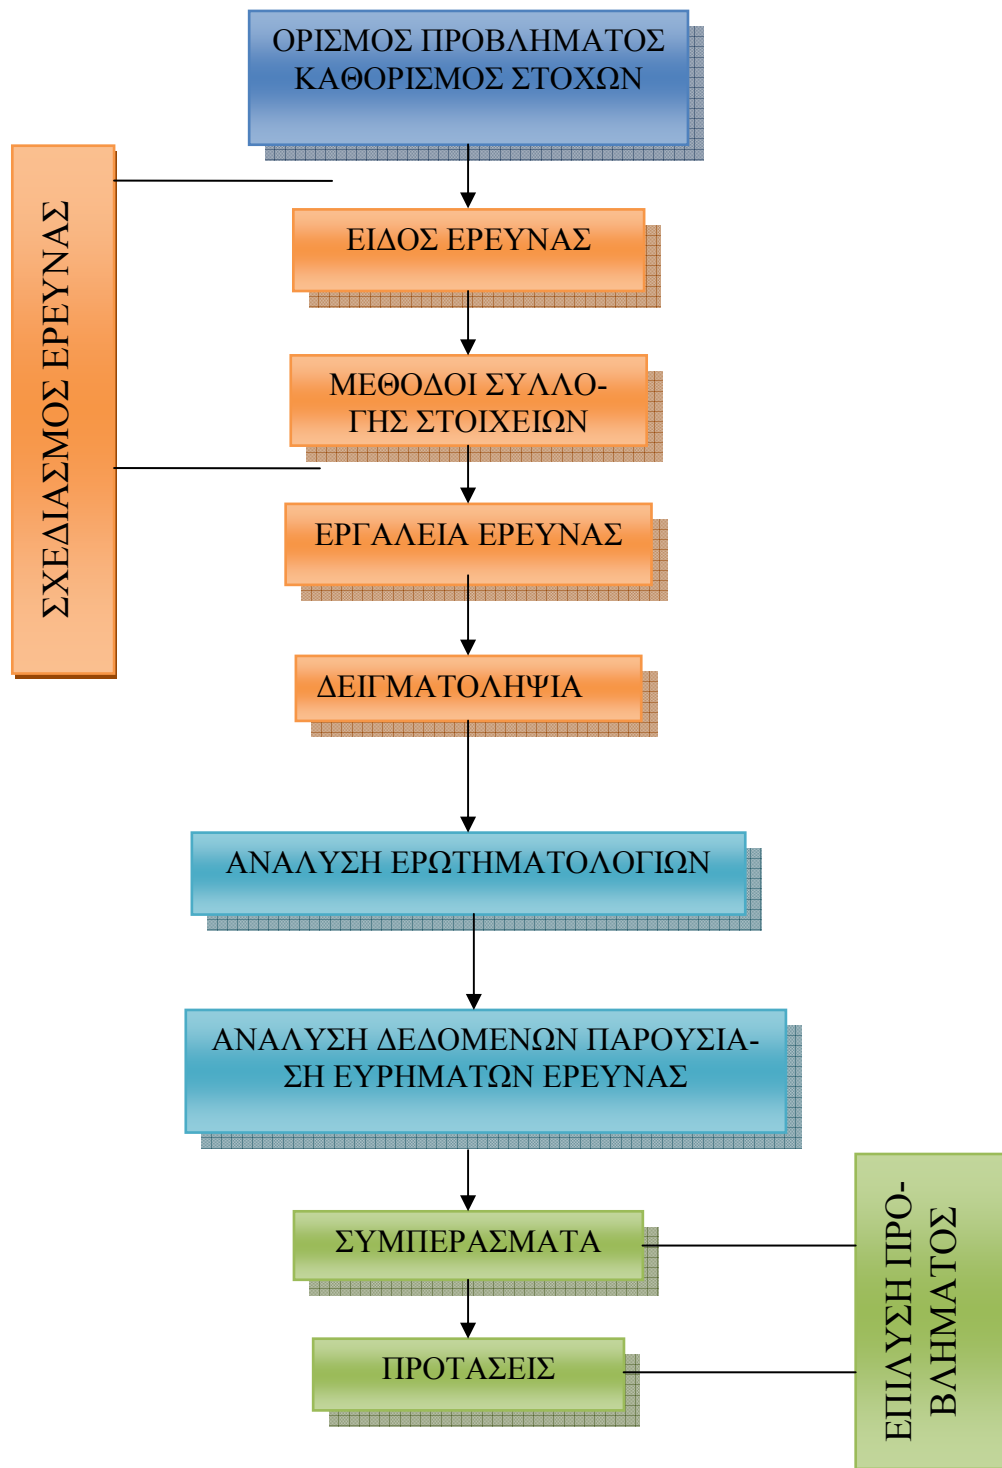 ΟΡΙΣΜΟΣ ΠΡΟΒΛΗΜΑΤΟΣ
ΚΑΘΟΡΙΣΜΟΣ ΣΤΟΧΩΝ
ΣΧΕΔΙΑΣΜΟΣ ΕΡΕΥΝΑΣ
ΕΙΔΟΣ ΕΡΕΥΝΑΣ
ΜΕΘΟΔΟΙ ΣΥΛΛΟ-
ΓΗΣ ΣΤΟΙΧΕΙΩΝ
ΕΡΓΑΛΕΙΑ ΕΡΕΥΝΑΣ
ΔΕΙΓΜΑΤΟΛΗΨΙΑ
ΑΝΑΛΥΣΗ ΕΡΩΤΗΜΑΤΟΛΟΓΙΩΝ
ΑΝΑΛΥΣΗ ΔΕΔΟΜΕΝΩΝ ΠΑΡΟΥΣΙΑ-
ΣΗ ΕΥΡΗΜΑΤΩΝ ΕΡΕΥΝΑΣ
ΣΥΜΠΕΡΑΣΜΑΤΑ
ΠΡΟΤΑΣΕΙΣ
ΕΠΙΛΥΣΗ ΠΡΟ-
ΒΛΗΜΑΤΟΣ